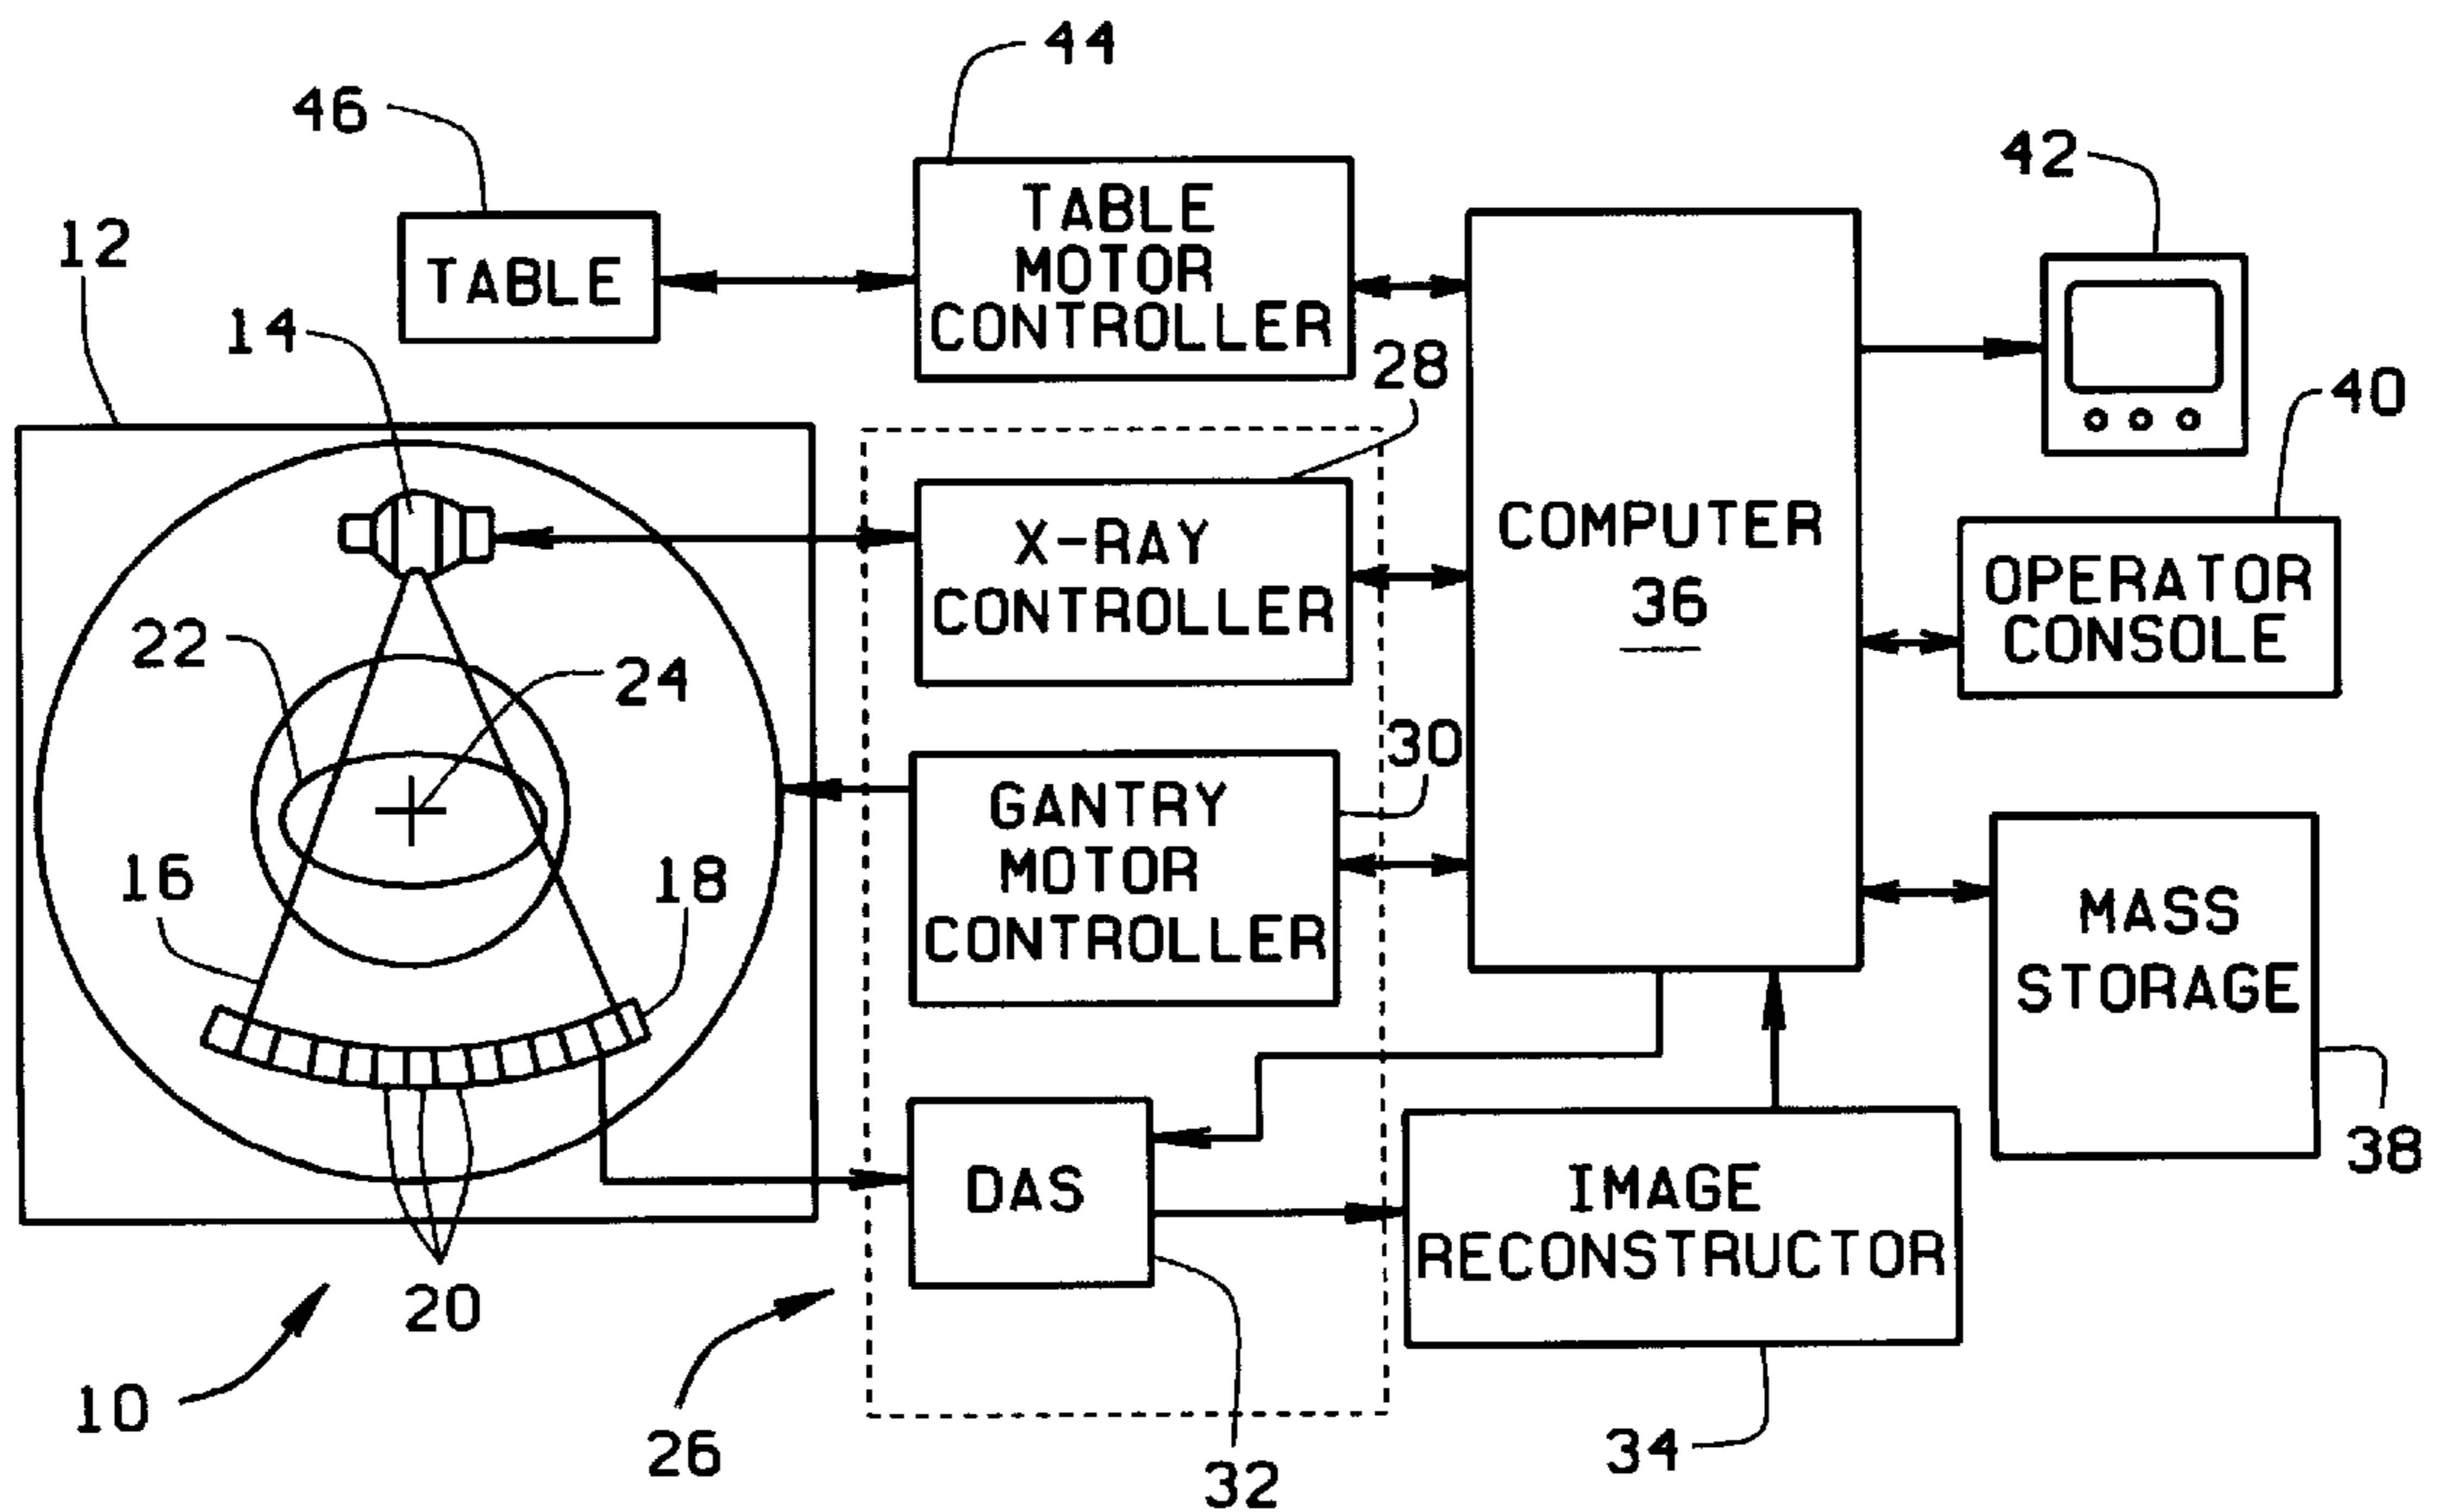 44
46
42
12
TABLE
MOTOR
CONTROLLER
TABLE
14
28
40
COMPUTER
36
X-RAY
CONTROLLER
OPERATOR
CONSOLE
22
24
30
GANTRY
MOTOR
CONTROLLER
16
18
MASS
STORAGE
38
DAS
IMAGE
RECONSTRUCTOR
20
10
26
32
34